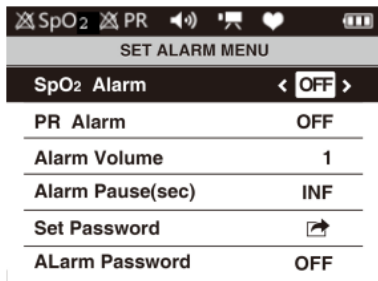 SpO2 PR
SET ALARM MENU
SpO2 Alarm < OFF >
PR Alarm OFF
Alarm Volume 1
Alarm Pause(sec) INF
Set Password
ALarm Password OFF